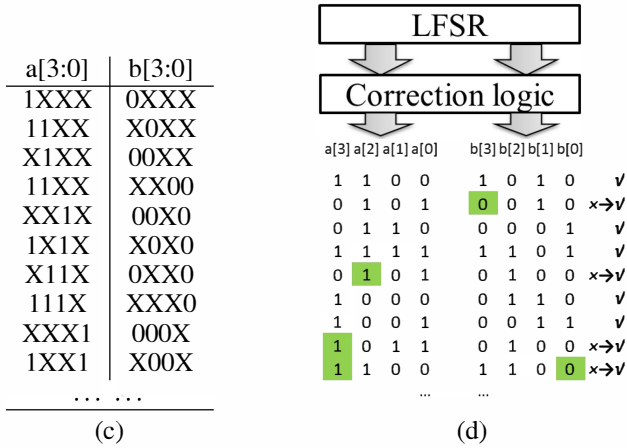 a[3:0] b[3:0]
1XXX 0XXX
11XX X0XX
X1XX 00XX
11XX XX00
XX1X 00X0
1X1X X0X0
X11X 0XX0
111X XXX0
XXX1 000X
1XX1 X00X
... ...
(c)
LFSR
Correction logic
a[3] a[2] a[1] a[0] b[3] b[2] b[1] b[0]
1 1 0 0 1 0 1 0 √
0 1 0 1 0 0 1 0 ×→√
0 1 1 0 0 0 0 1 √
1 1 1 1 1 1 0 1 √
0 1 0 1 0 1 0 0 ×→√
1 0 0 0 0 1 1 0 √
1 0 0 1 0 0 1 1 √
1 0 1 1 0 1 0 0 ×→√
1 1 0 0 1 1 0 0 ×→√
... ...
(d)